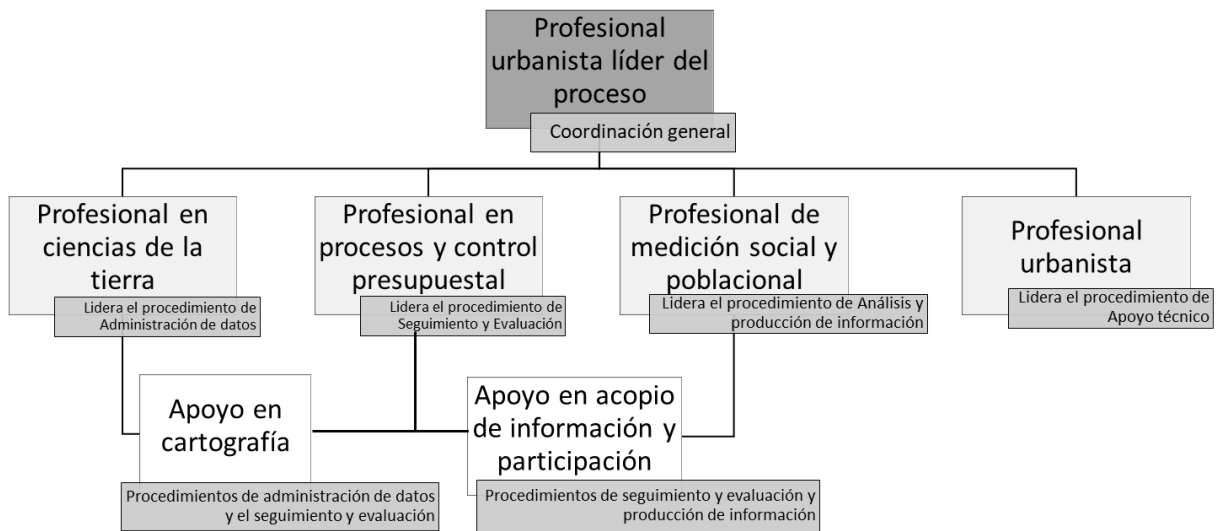 Profesional
urbanista líder del
proceso
Coordinación general
Profesional en
ciencias de la
tierra
Lidera el procedimiento de
Administración de datos
Profesional en
procesos y control
presupuestal
Lidera el procedimiento de
Seguimiento y Evaluación
Profesional de
medición social y
poblacional
Lidera el procedimiento de Análisis y
producción de información
Profesional
urbanista
Lidera el procedimiento de
Apoyo técnico
Apoyo en
cartografía
Procedimientos de administración de datos
y el seguimiento y evaluación
Apoyo en acopio
de información y
participación
Procedimientos de seguimiento y evaluación y
producción de información